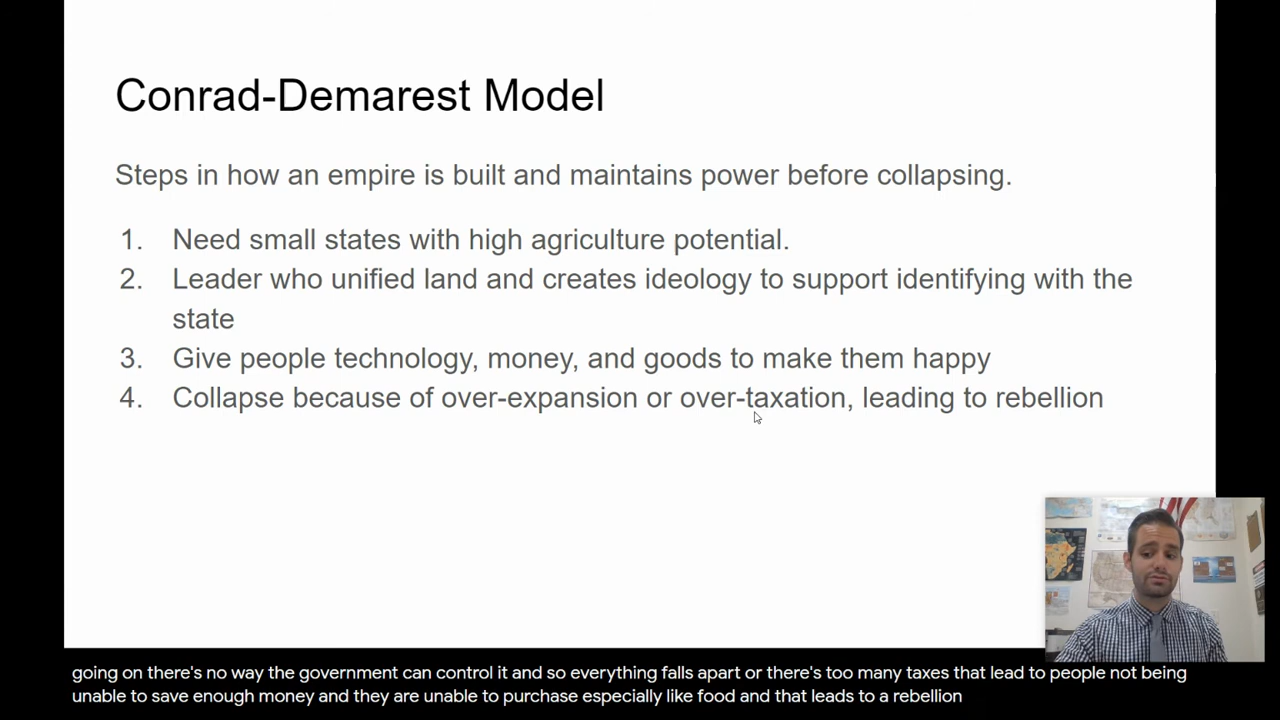 Conrad-Demarest Model
Steps in how an empire is built and maintains power before collapsing.
1. Need small states with high agriculture potential.
2. Leader who unified land and creates ideology to support identifying with the
state
3. Give people technology, money, and goods to make them happy
4. Collapse because of over-expansion or over-taxation, leading to rebellion
going on there's no way the government can control it and so everything falls apart or there's too many taxes that lead to people not being
unable to save enough money and they are unable to purchase especially like food and that leads to a rebellion